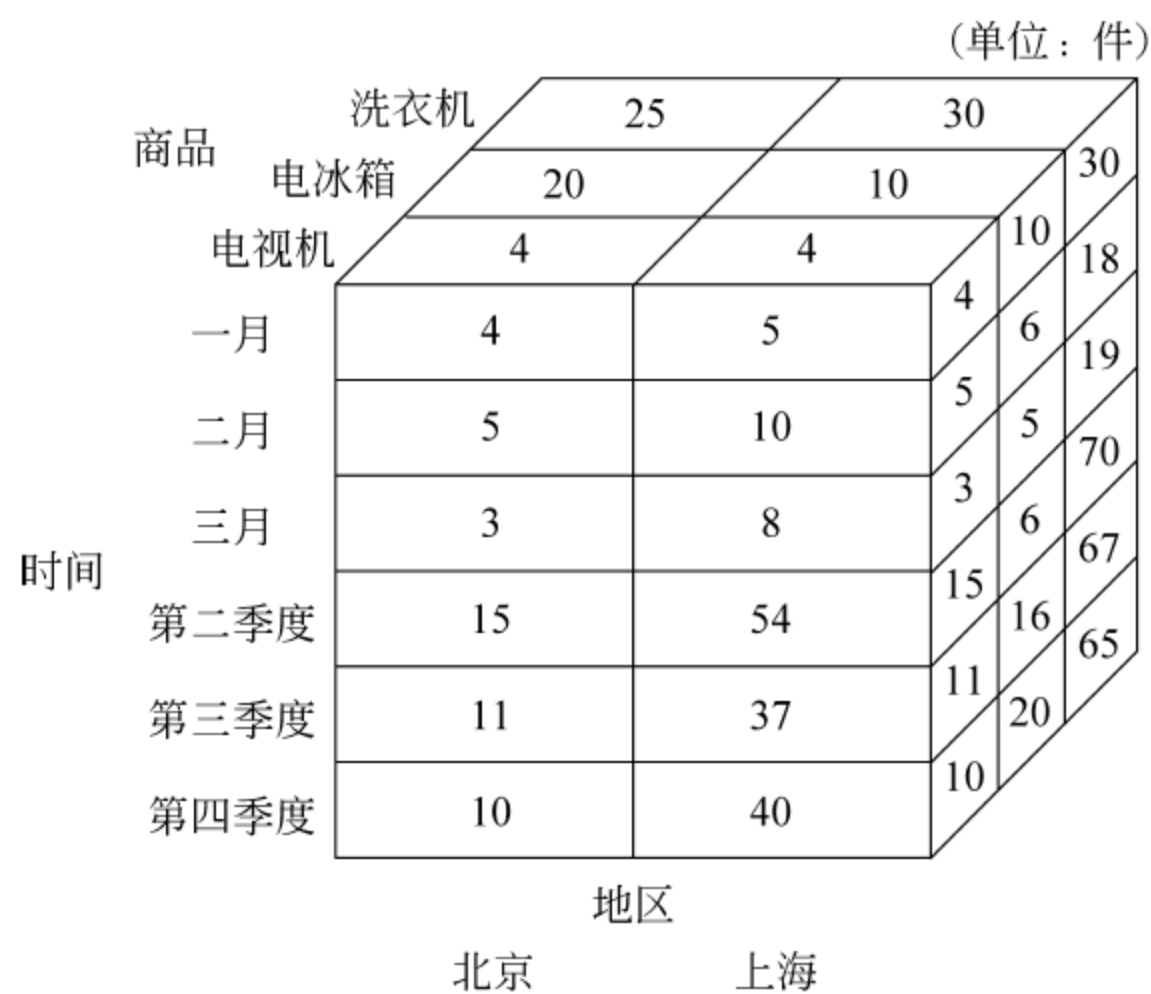 (单位：件)
商品
洗衣机 25 30
电冰箱 20 10
电视机 4 4
30
10 18
4 6 19
5 5 70
3 6 67
15 16 65
11 20
10
时间
一月 4 5
二月 5 10
三月 3 8
第二季度 15 54
第三季度 11 37
第四季度 10 40
地区
北京 上海